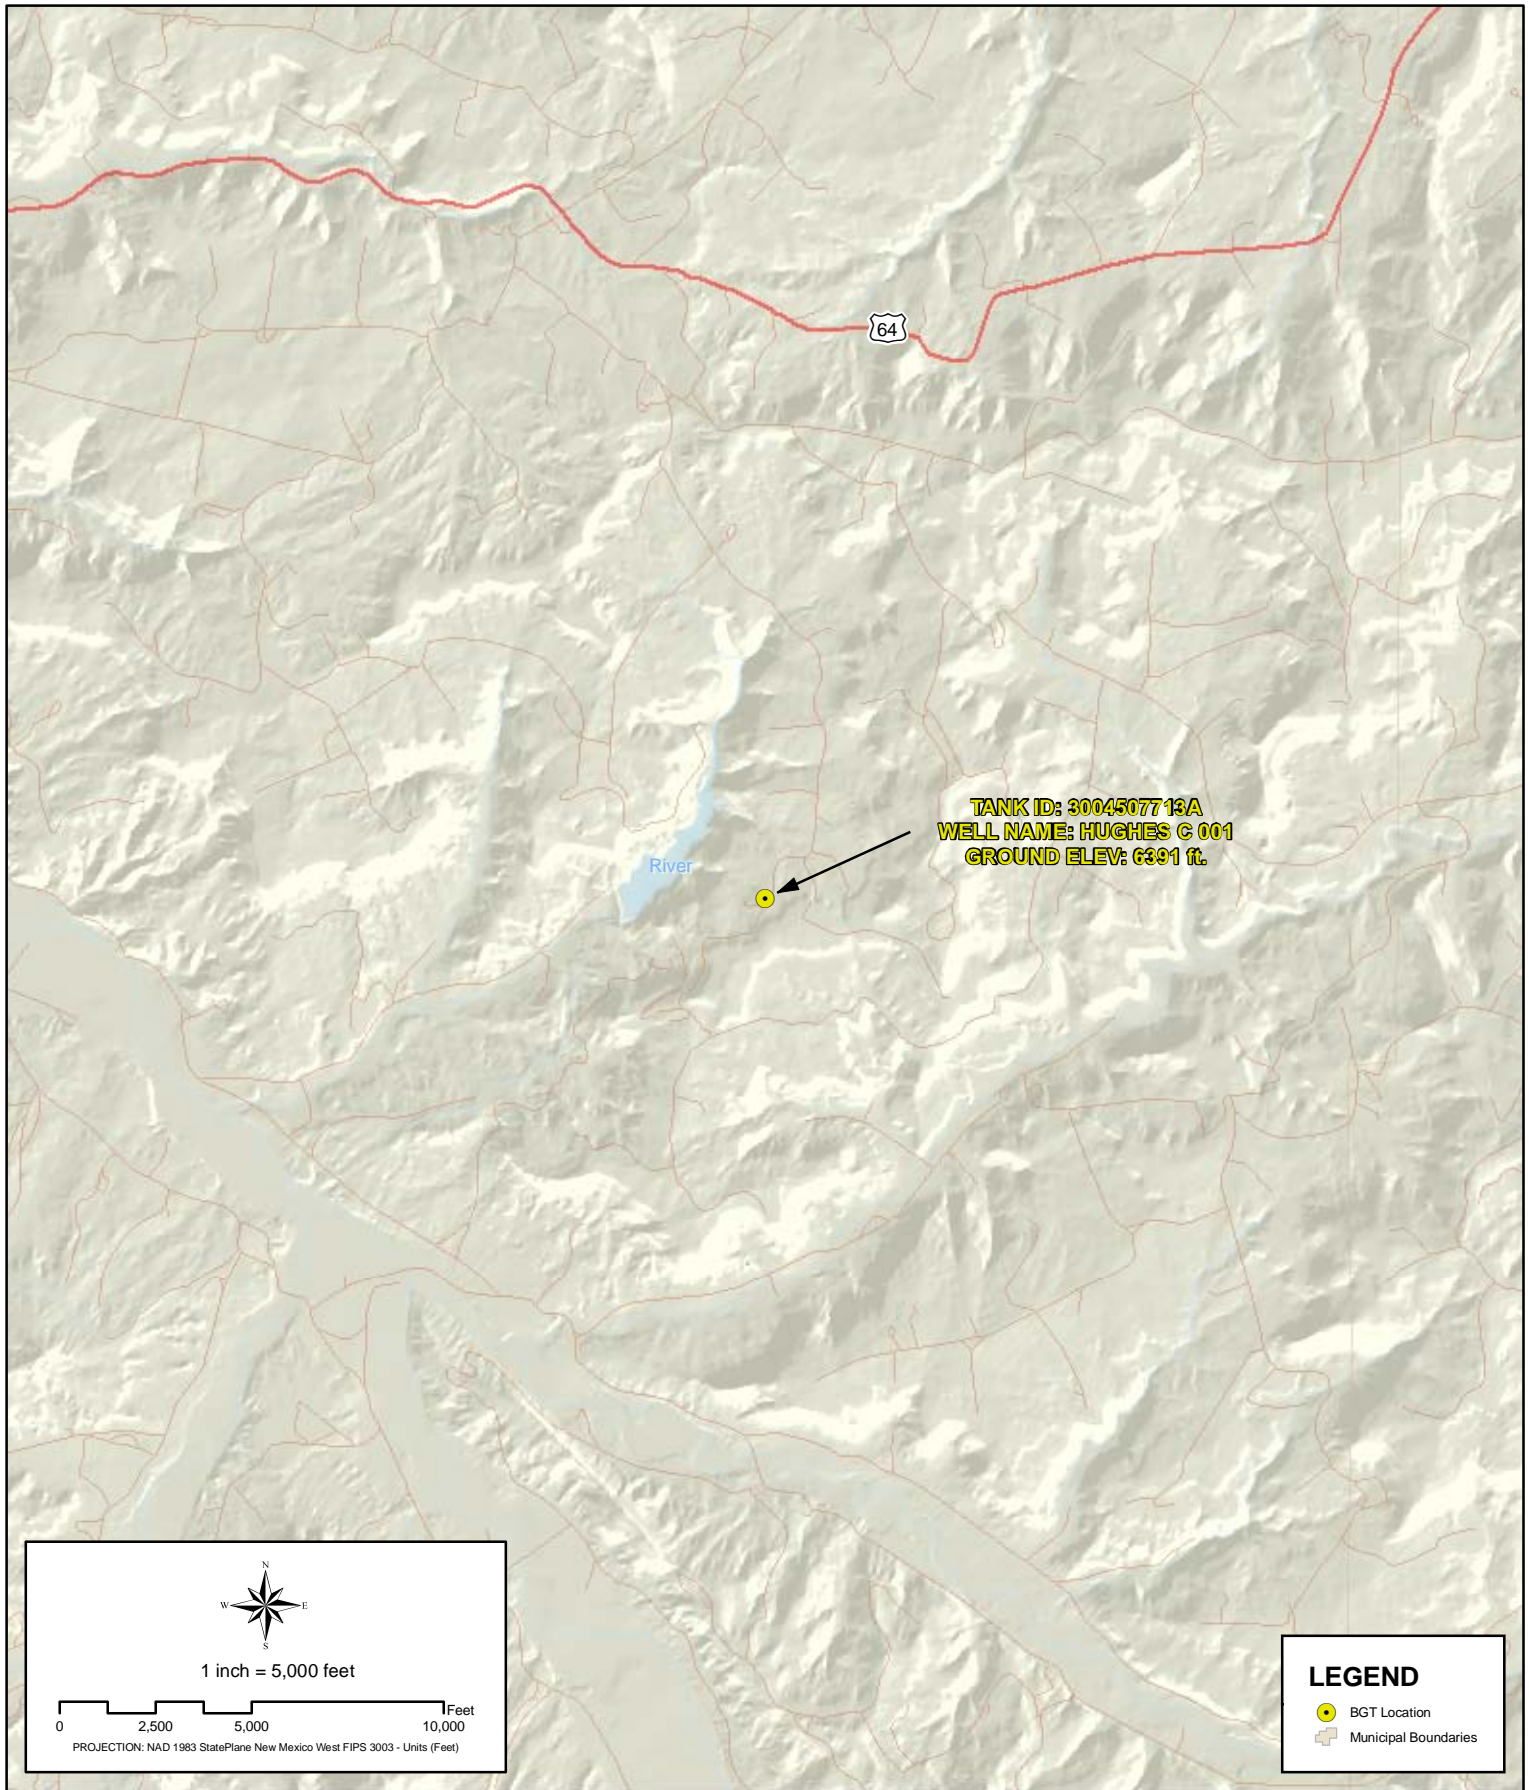 64
TANK ID: 3004507713A
WELL NAME: HUGHES C 001
GROUND ELEV: 6391 ft.
River
N
W E
S
1 inch = 5,000 feet
Feet
0 2,500 5,000 10,000
PROJECTION: NAD 1983 StatePlane New Mexico West FIPS 3003 - Units (Feet)
LEGEND
BGT Location
Municipal Boundaries